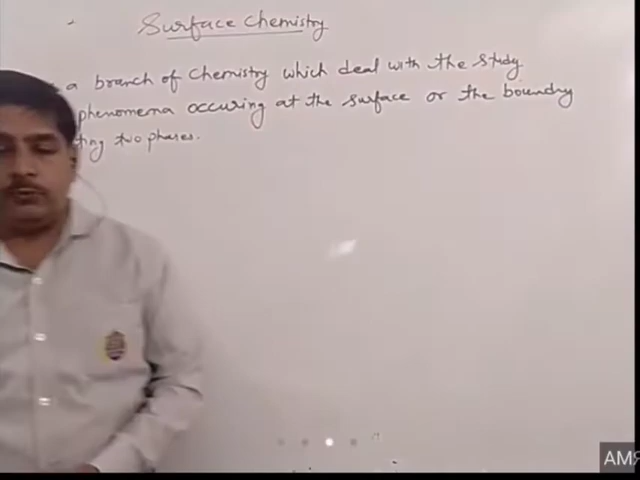 Surface Chemistry
a branch of Chemistry which deal with the study
phenomena occuring at the surface or the boundry
ting two phases.